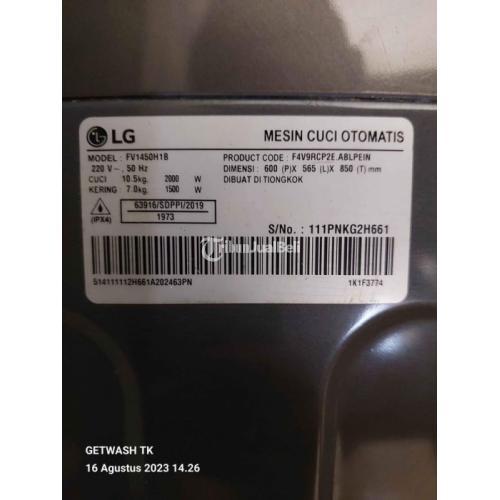 LG
MESIN CUCI OTOMATIS
MODEL : FV1450H1B
PRODUCT CODE : F4V9RCP2E.ABLPEIN
220 V~, 50 Hz
DIMENSI : 600 (P)X 565 (L)X 850 (T) mm
CUCI 10.5kg, 2000 W
DIBUAT DI TIONGKOK
KERING : 7.0kg, 1500 W
63916/SDPPI/2019
1973
(IPX4)
S/No. : 111PNKG2H661
JualBeli
514111112H661A202463PN
1K1F3774
GETWASH TK
16 Agustus 2023 14.26